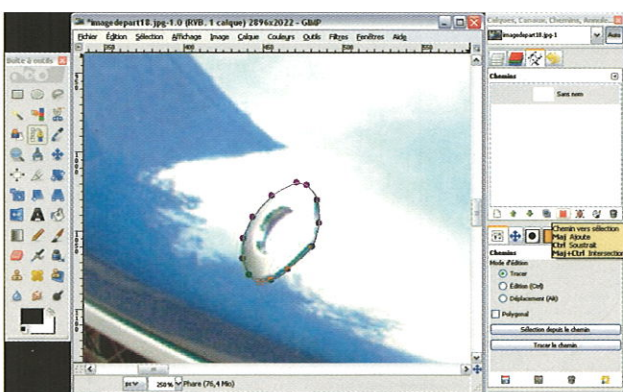 *imagedepart18.jpg-1.0 (RVB, 1 calque) 2896x2022 - GIMP
Fichier Édition Sélection Affichage Image Calque Couleurs Outils Filtres Fenêtres Aide
Boîte à outils
px 250% Phare (76,4 Mio)
Calques, Canaux, Chemins, Annule...
imagedepart18.jpg-1 Auto
Chemins
Sans nom
Chemin vers sélection
Maj Ajoute
Ctrl Soustrait
Maj+Ctrl Intersection
Chemins
Mode d'édition
Tracer
Édition (Ctrl)
Déplacement (Alt)
Polygonal
Sélection depuis le chemin
Tracer le chemin